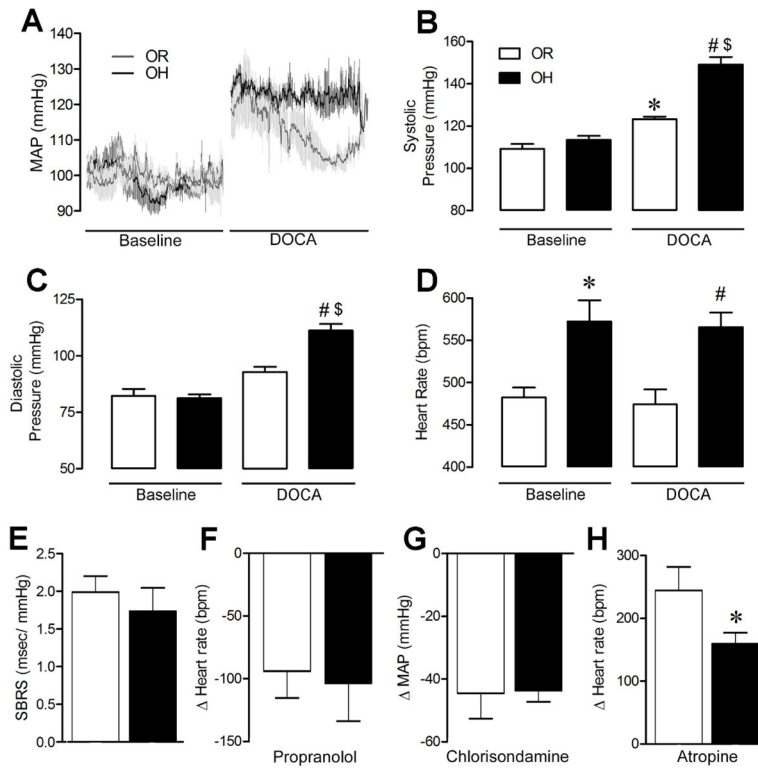 A
OR
OH
MAP (mmHg)
140
130
120
110
100
90
Baseline
DOCA
B
OR
OH
Systolic
Pressure (mmHg)
160
140
120
100
80
*
# $
Baseline
DOCA
C
Diastolic
Pressure (mmHg)
125
100
75
50
# $
Baseline
DOCA
D
Heart Rate (bpm)
600
550
500
450
400
*
#
Baseline
DOCA
E
SBRS (msec/ mmHg)
2.5
2.0
1.5
1.0
0.5
0.0
F
Δ Heart rate (bpm)
0
-50
-100
-150
Propranolol
G
Δ MAP (mmHg)
0
-20
-40
-60
Chlorisondamine
H
Δ Heart rate (bpm)
300
200
100
0
*
Atropine